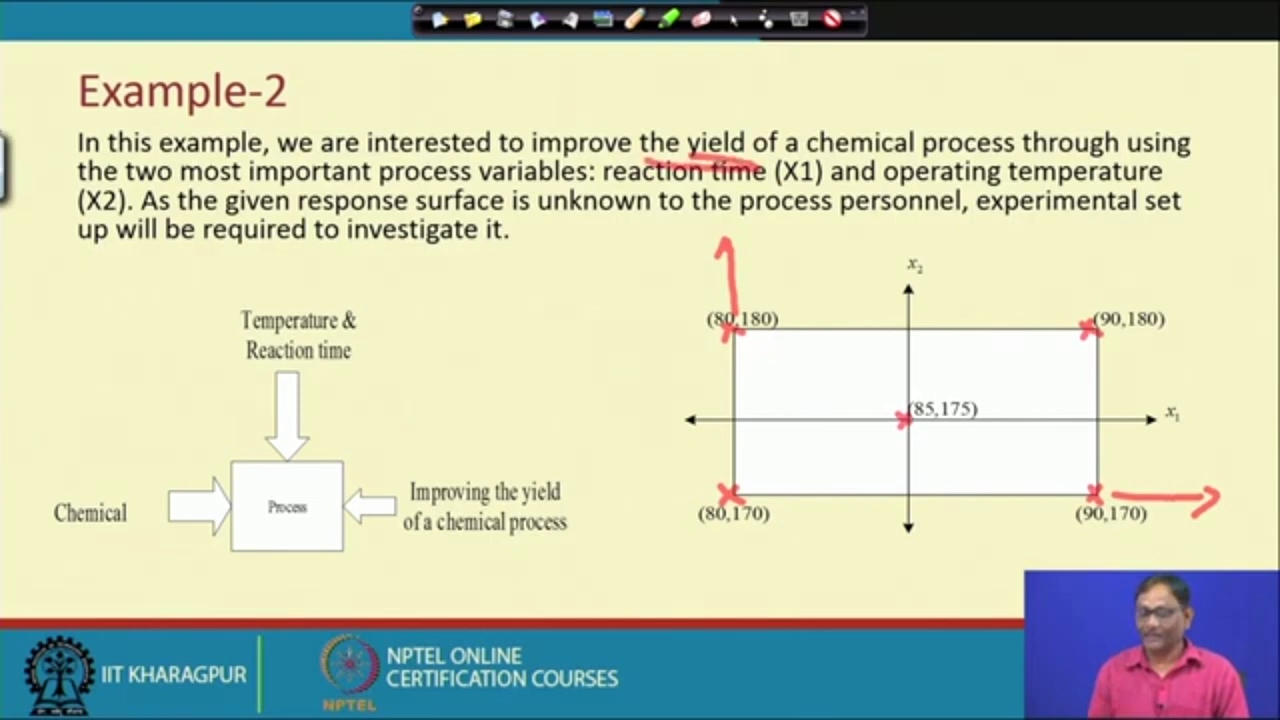 Example-2
In this example, we are interested to improve the yield of a chemical process through using
the two most important process variables: reaction time (X1) and operating temperature
(X2). As the given response surface is unknown to the process personnel, experimental set
up will be required to investigate it.
Temperature &
Reaction time
Chemical
Process
Improving the yield
of a chemical process
x2
(80,180)
(90,180)
(85,175)
x1
(80,170)
(90,170)
IIT KHARAGPUR
NPTEL
NPTEL ONLINE
CERTIFICATION COURSES